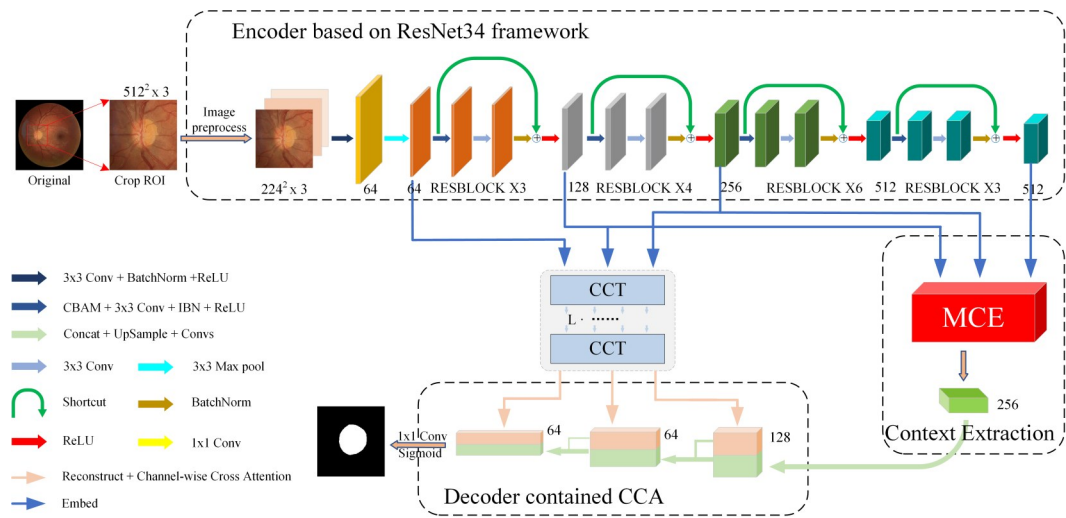 Encoder based on ResNet34 framework
512² x 3
Image
preprocess
Original
Crop ROI
224² x 3
64
64
RESBLOCK X3
128
RESBLOCK X4
256
RESBLOCK X6
512
RESBLOCK X3
512
3x3 Conv + BatchNorm +ReLU
CBAM + 3x3 Conv + IBN + ReLU
Concat + UpSample + Convs
3x3 Conv
3x3 Max pool
Shortcut
BatchNorm
ReLU
1x1 Conv
Reconstruct + Channel-wise Cross Attention
Embed
CCT
L · ······
CCT
MCE
256
Context Extraction
1x1 Conv
Sigmoid
64
64
128
Decoder contained CCA